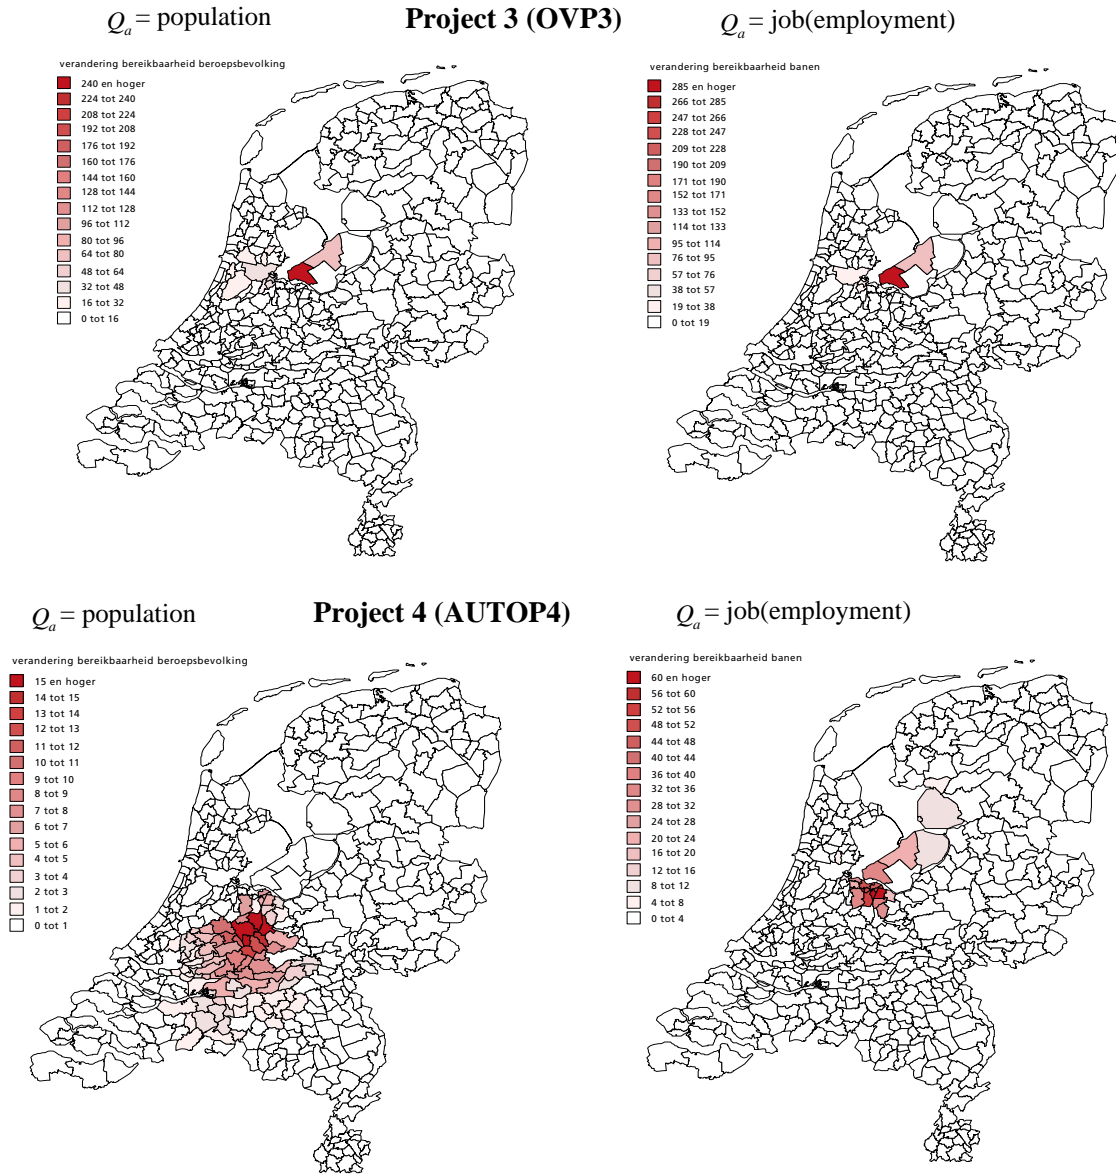 Qa = population
Project 3 (OVP3)
Qa = job(employment)
verandering bereikbaarheid beroepsbevolking
240 en hoger
224 tot 240
208 tot 224
192 tot 208
176 tot 192
160 tot 176
144 tot 160
128 tot 144
112 tot 128
96 tot 112
80 tot 96
64 tot 80
48 tot 64
32 tot 48
16 tot 32
0 tot 16
verandering bereikbaarheid banen
285 en hoger
266 tot 285
247 tot 266
228 tot 247
209 tot 228
190 tot 209
171 tot 190
152 tot 171
133 tot 152
114 tot 133
95 tot 114
76 tot 95
57 tot 76
38 tot 57
19 tot 38
0 tot 19
Qa = population
Project 4 (AUTOP4)
Qa = job(employment)
verandering bereikbaarheid beroepsbevolking
15 en hoger
14 tot 15
13 tot 14
12 tot 13
11 tot 12
10 tot 11
9 tot 10
8 tot 9
7 tot 8
6 tot 7
5 tot 6
4 tot 5
3 tot 4
2 tot 3
1 tot 2
0 tot 1
verandering bereikbaarheid banen
60 en hoger
56 tot 60
52 tot 56
48 tot 52
44 tot 48
40 tot 44
36 tot 40
32 tot 36
28 tot 32
24 tot 28
20 tot 24
16 tot 20
12 tot 16
8 tot 12
4 tot 8
0 tot 4